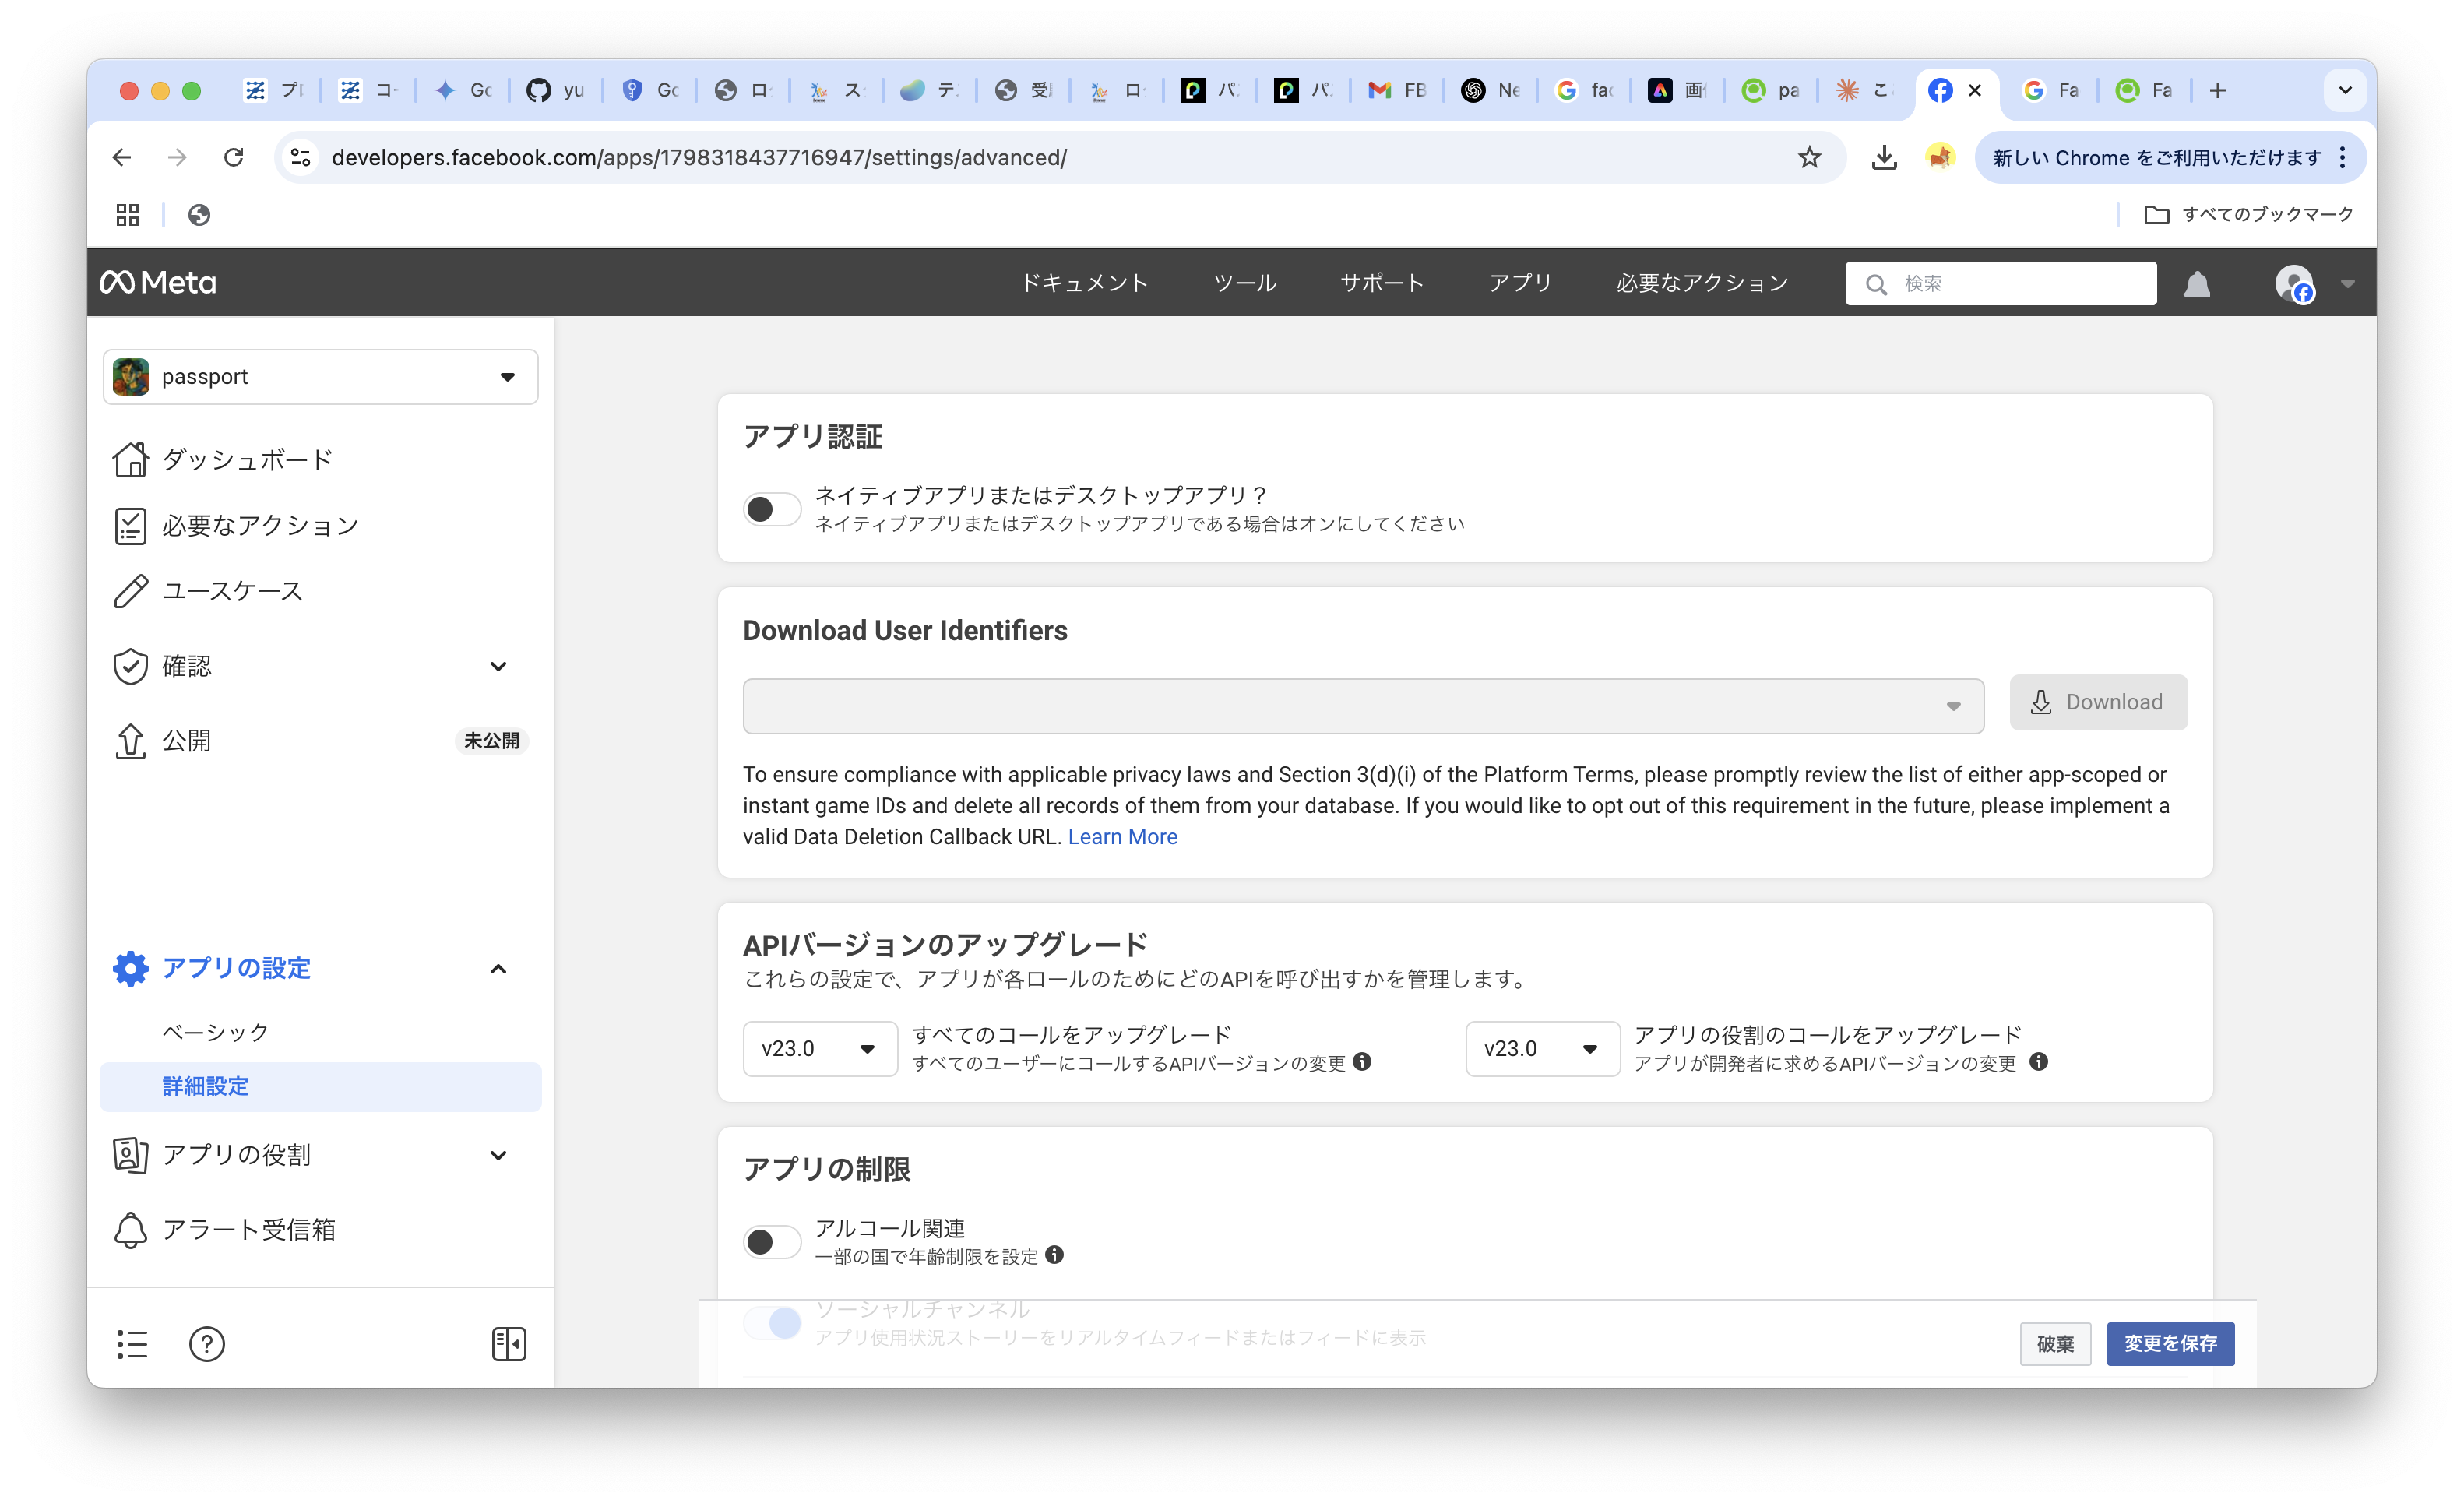 プ
コ
Gc
yu
Gc
ロ
ス
テ
受
ロ
パ
パ
FB
Ne
fac
画
pa
こ
Fa
Fa
developers.facebook.com/apps/1798318437716947/settings/advanced/
新しい Chrome をご利用いただけます
すべてのブックマーク
Meta
ドキュメント
ツール
サポート
アプリ
必要なアクション
検索
passport
ダッシュボード
必要なアクション
ユースケース
確認
公開
未公開
アプリの設定
ベーシック
詳細設定
アプリの役割
アラート受信箱
アプリ認証
ネイティブアプリまたはデスクトップアプリ？
ネイティブアプリまたはデスクトップアプリである場合はオンにしてください
Download User Identifiers
Download
To ensure compliance with applicable privacy laws and Section 3(d)(i) of the Platform Terms, please promptly review the list of either app-scoped or
instant game IDs and delete all records of them from your database. If you would like to opt out of this requirement in the future, please implement a
valid Data Deletion Callback URL. Learn More
APIバージョンのアップグレード
これらの設定で、アプリが各ロールのためにどのAPIを呼び出すかを管理します。
v23.0
すべてのコールをアップグレード
すべてのユーザーにコールするAPIバージョンの変更
v23.0
アプリの役割のコールをアップグレード
アプリが開発者に求めるAPIバージョンの変更
アプリの制限
アルコール関連
一部の国で年齢制限を設定
ソーシャルチャンネル
アプリ使用状況ストーリーをリアルタイムフィードまたはフィードに表示
破棄
変更を保存